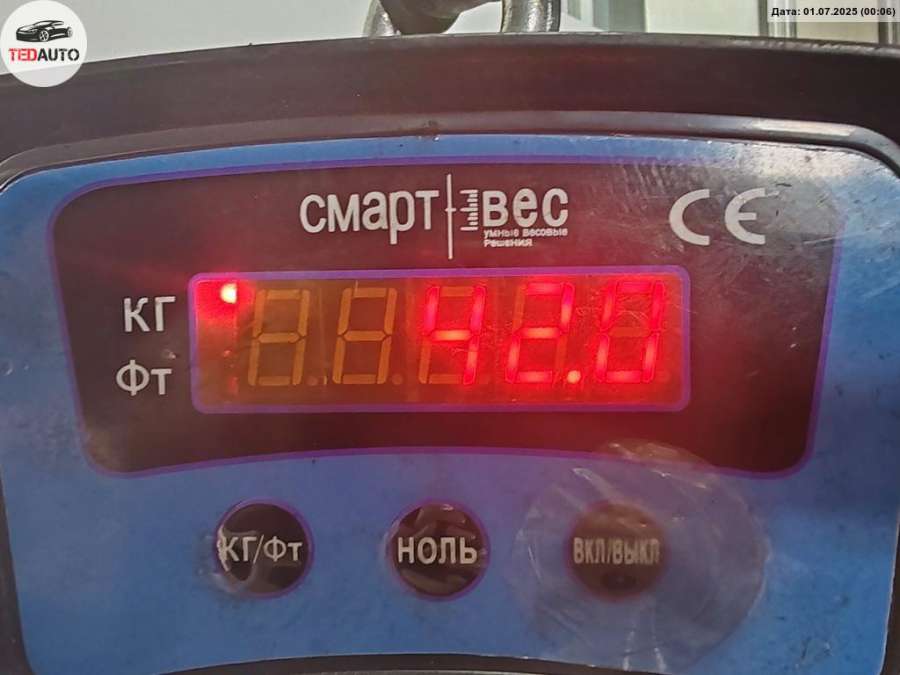 TEDAUTO
Дата: 01.07.2025 (00:06)
смарт вес
умные весовые
решения
CE
КГ
ФТ
42.0
КГ/ФТ
НОЛЬ
ВКЛ/ВЫКЛ